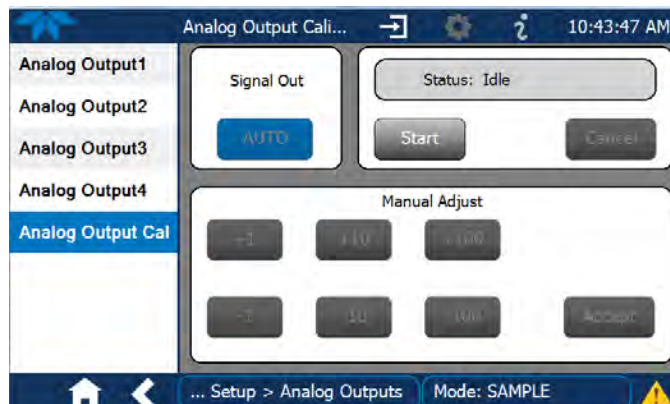 Analog Output Cali...
10:43:47 AM
Analog Output1
Analog Output2
Analog Output3
Analog Output4
Analog Output Cal
Signal Out
AUTO
Status: Idle
Start
Cancel
Manual Adjust
+1
+10
+100
-1
-10
-100
Accept
... Setup > Analog Outputs
Mode: SAMPLE